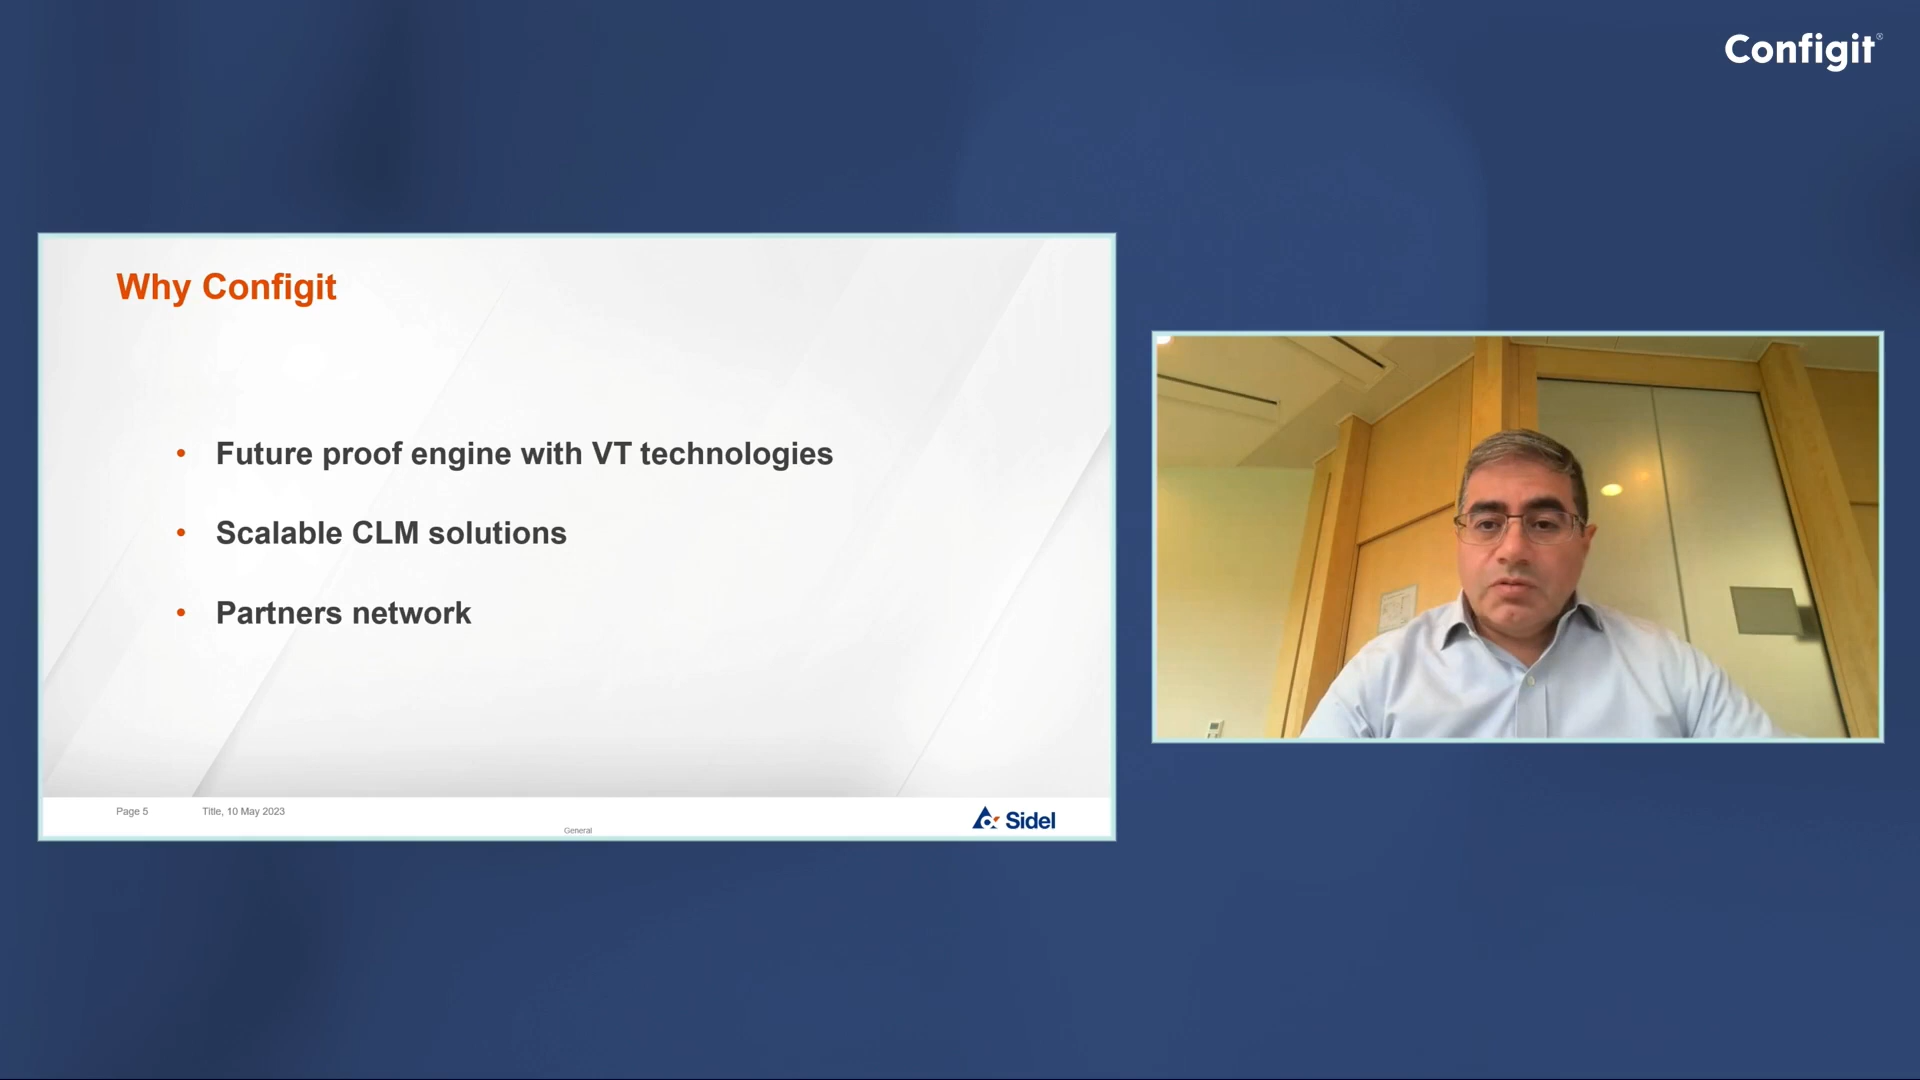 Configit®
Why Configit
• Future proof engine with VT technologies
• Scalable CLM solutions
• Partners network
Page 5
Title, 10 May 2023
General
Sidel